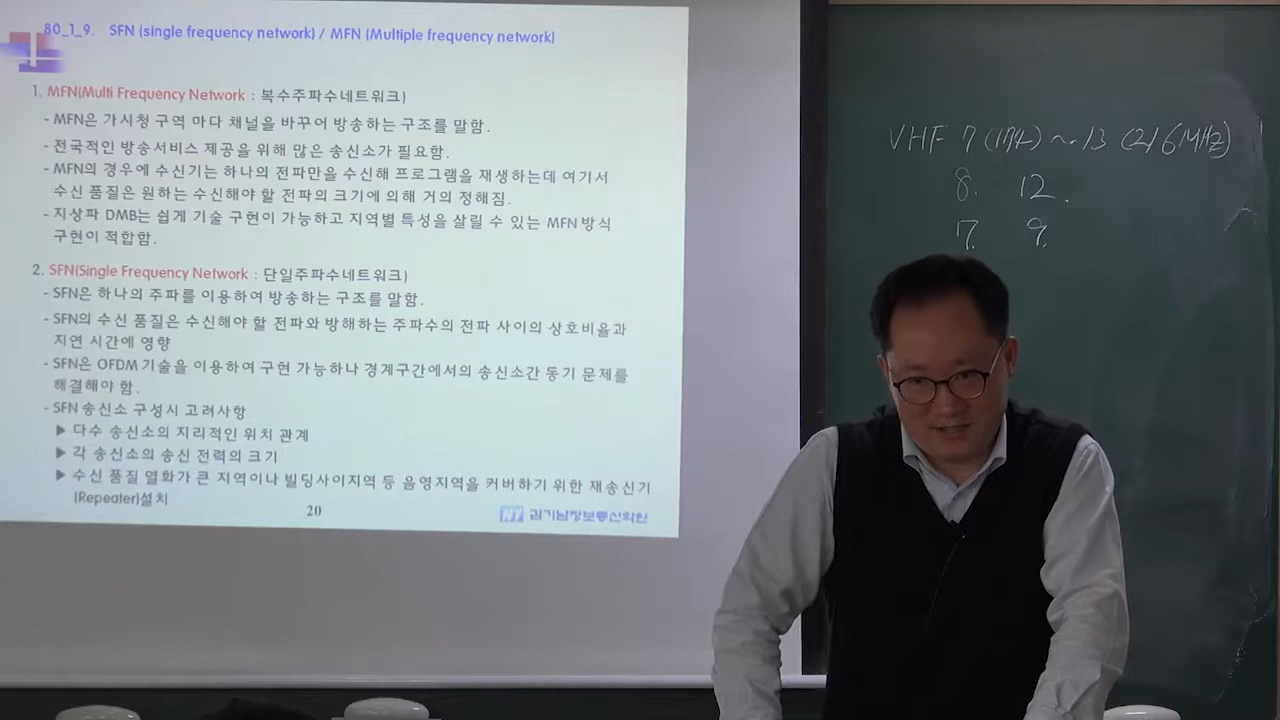 80_1_9. SFN (single frequency network) / MFN (Multiple frequency network)
1. MFN(Multi Frequency Network : 복수주파수네트워크)
- MFN은 가시청 구역 마다 채널을 바꾸어 방송하는 구조를 말함.
- 전국적인 방송서비스 제공을 위해 많은 송신소가 필요함.
- MFN의 경우에 수신기는 하나의 전파만을 수신해 프로그램을 재생하는데 여기서
수신 품질은 원하는 수신해야 할 전파의 크기에 의해 거의 정해짐.
- 지상파 DMB는 쉽게 기술 구현이 가능하고 지역별 특성을 살릴 수 있는 MFN 방식
구현이 적합함.
2. SFN(Single Frequency Network : 단일주파수네트워크)
- SFN은 하나의 주파를 이용하여 방송하는 구조를 말함.
- SFN의 수신 품질은 수신해야 할 전파와 방해하는 주파수의 전파 사이의 상호비율과
지연 시간에 영향
- SFN은 OFDM 기술을 이용하여 구현 가능하나 경계구간에서의 송신소간 동기 문제를
해결해야 함.
- SFN 송신소 구성시 고려사항
▶ 다수 송신소의 지리적인 위치 관계
▶ 각 송신소의 송신 전력의 크기
▶ 수신 품질 열화가 큰 지역이나 빌딩사이지역 등 음영지역을 커버하기 위한 재송신기
(Repeater)설치
20
NY 김기남정보통신학원
VHF 7 (174) ~ 13 (216MHz)
8. 12.
7. 9.